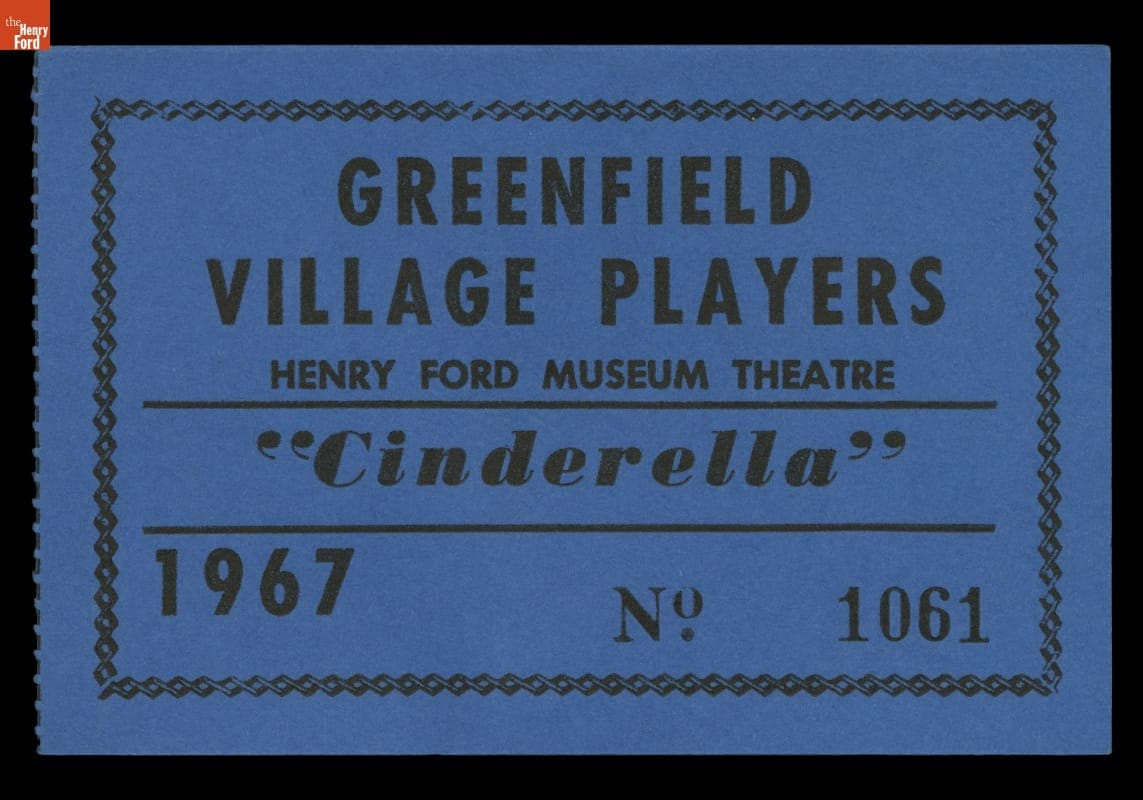 the
Henry
Ford
GREENFIELD
VILLAGE PLAYERS
HENRY FORD MUSEUM THEATRE
“Cinderella”
1967
Nº 1061